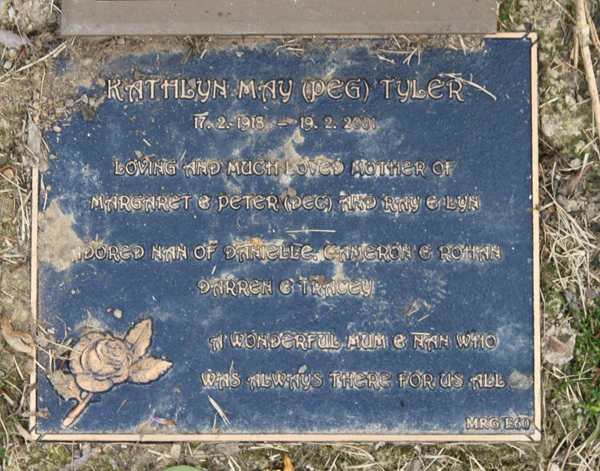 KATHLYN MAY (PEG) TYLER
17. 2. 1918 – 19. 2. 2001
LOVING AND MUCH LOVED MOTHER OF
MARGARET & PETER (DEC) AND RAY & LYN
ADORED NAN OF DANIELLE, CAMERON & ROHAN
DARREN & TRACEY
A WONDERFUL MUM & NAN WHO
WAS ALWAYS THERE FOR US ALL
MRG E60